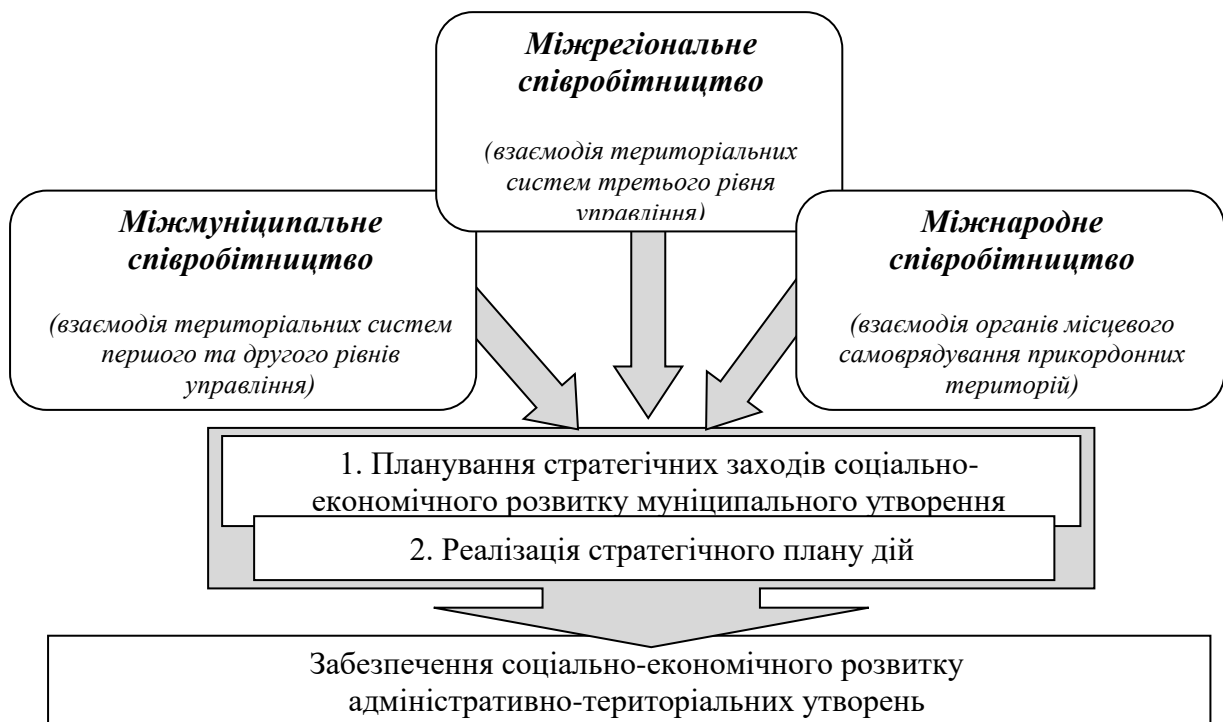 Міжрегіональне
співробітництво
(взаємодія територіальних
систем третього рівня
управління)
Міжмуніципальне
співробітництво
(взаємодія територіальних систем
першого та другого рівнів
управління)
Міжнародне
співробітництво
(взаємодія органів місцевого
самоврядування прикордонних
територій)
1. Планування стратегічних заходів соціально-
економічного розвитку муніципального утворення
2. Реалізація стратегічного плану дій
Забезпечення соціально-економічного розвитку
адміністративно-територіальних утворень